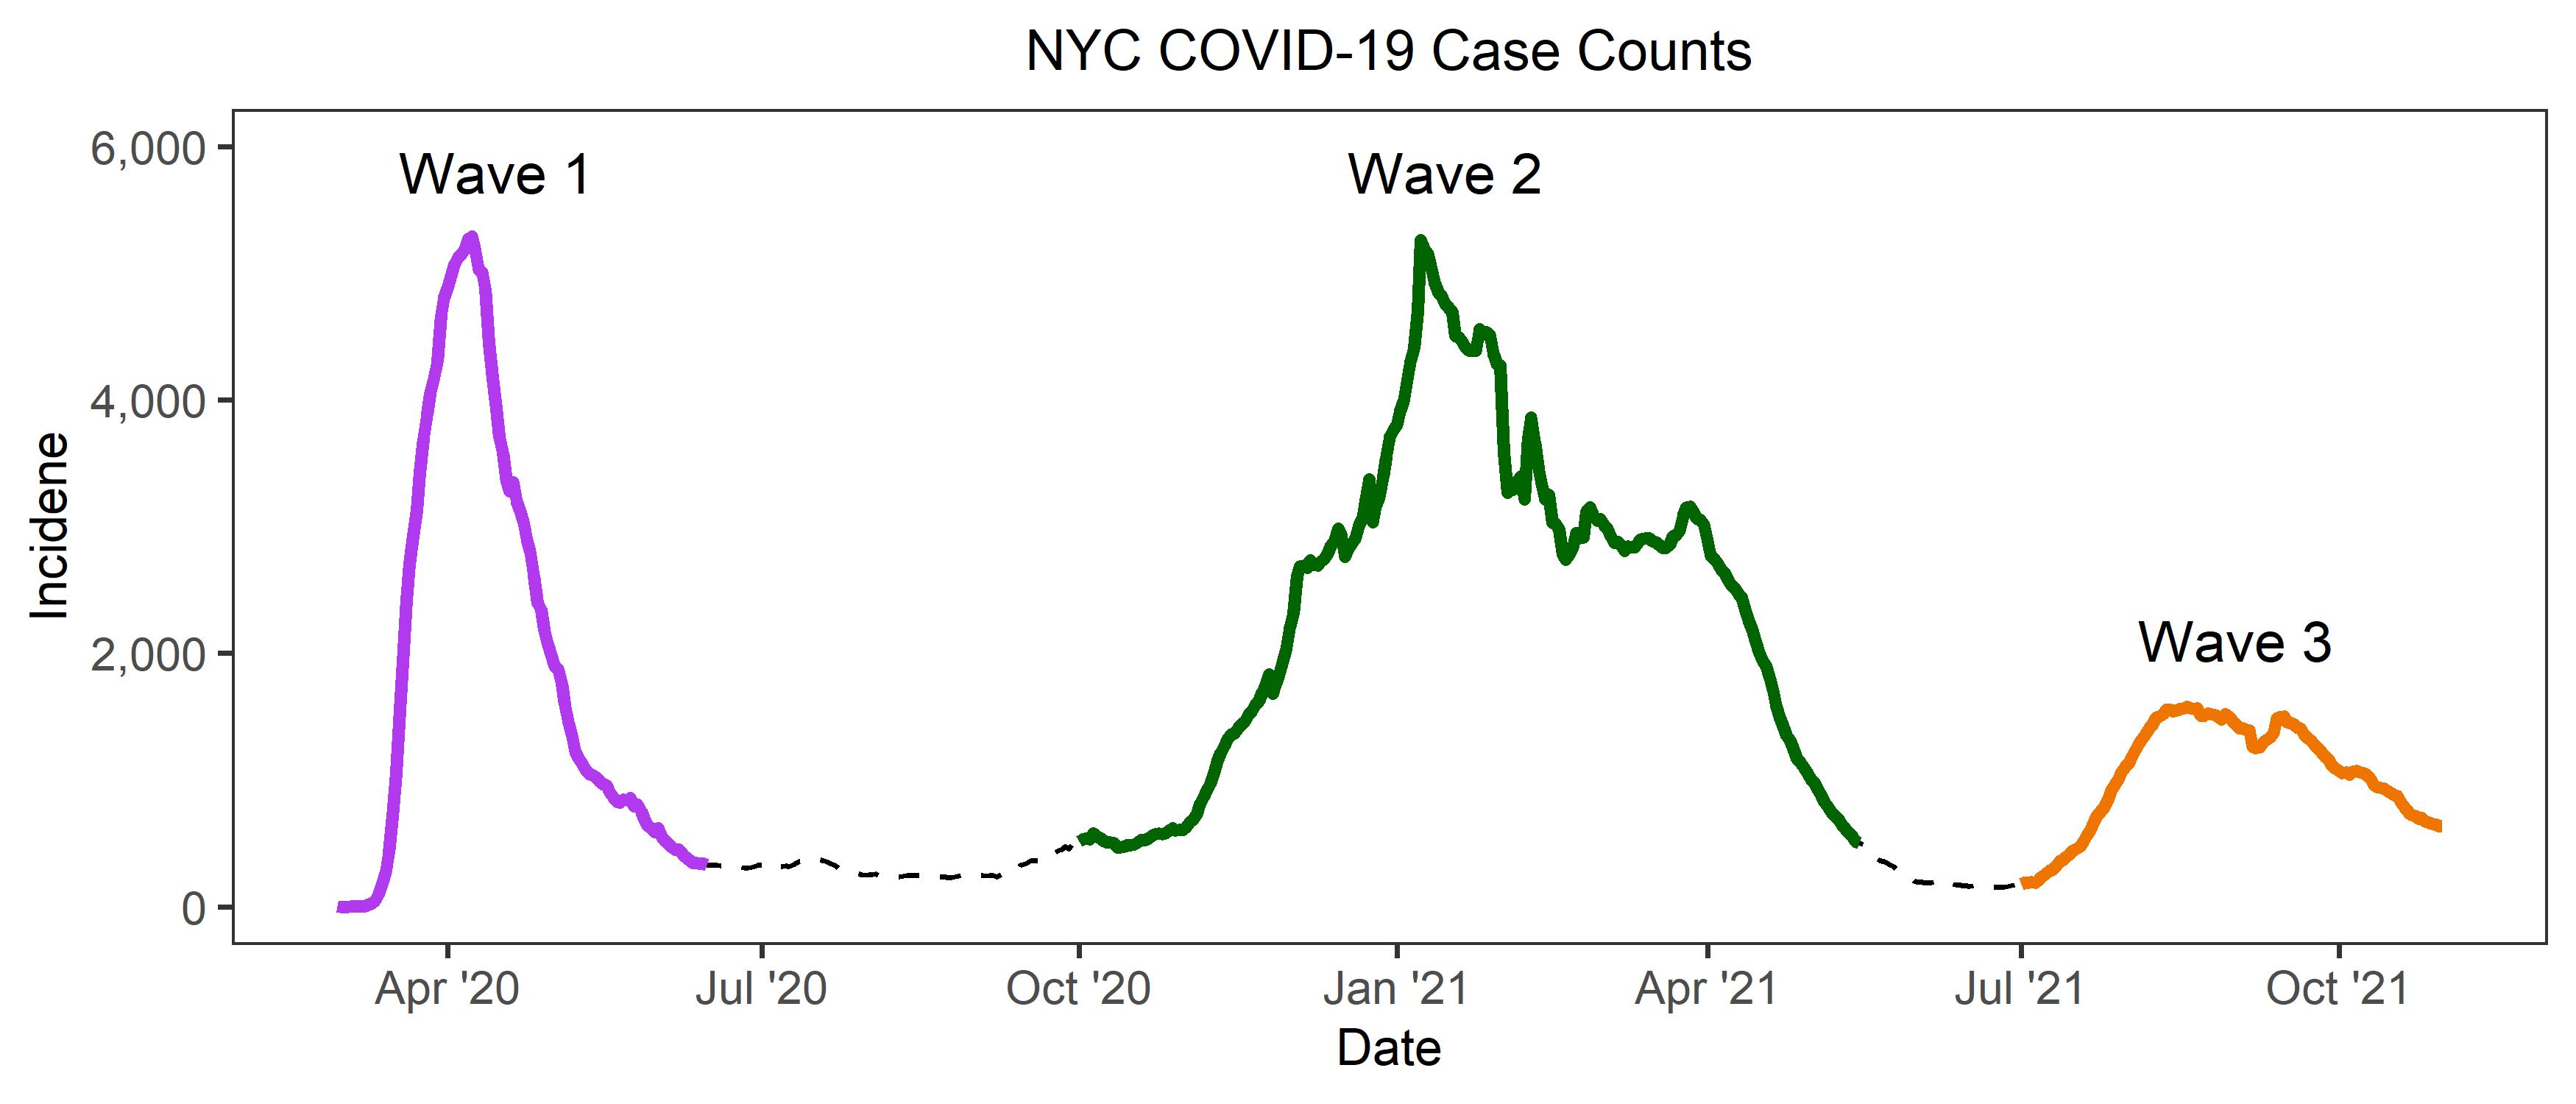 NYC COVID-19 Case Counts
6,000
4,000
2,000
0
Incidene
Wave 1
Wave 2
Wave 3
Apr '20
Jul '20
Oct '20
Jan '21
Apr '21
Jul '21
Oct '21
Date